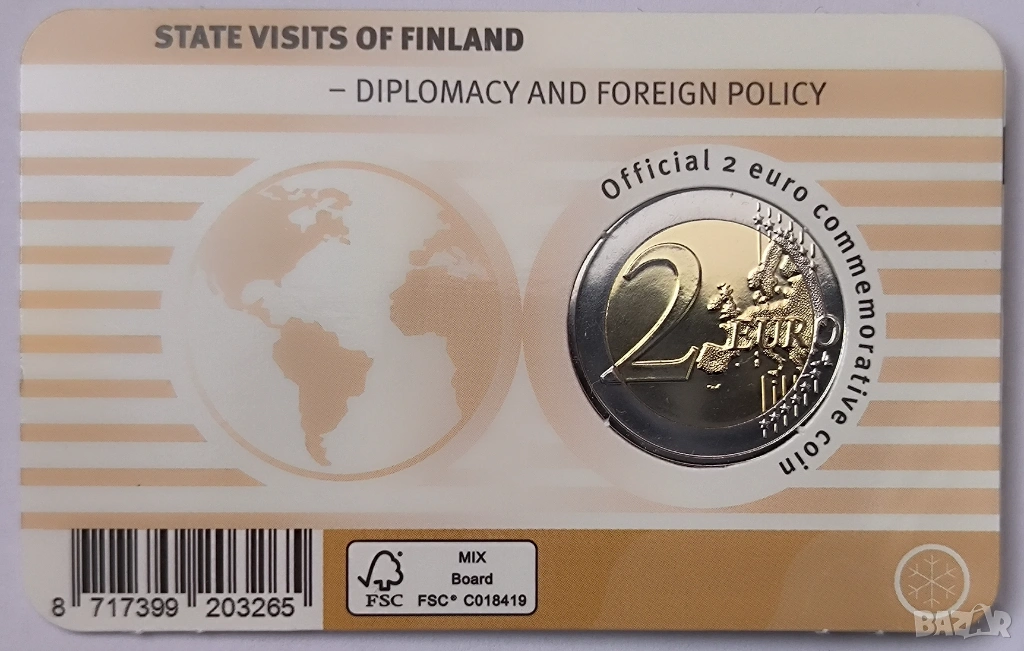 STATE VISITS OF FINLAND
– DIPLOMACY AND FOREIGN POLICY
Official 2 euro commemorative coin
2 EURO
8 717399 203265
FSC
MIX
Board
FSC® C018419
BAZAR